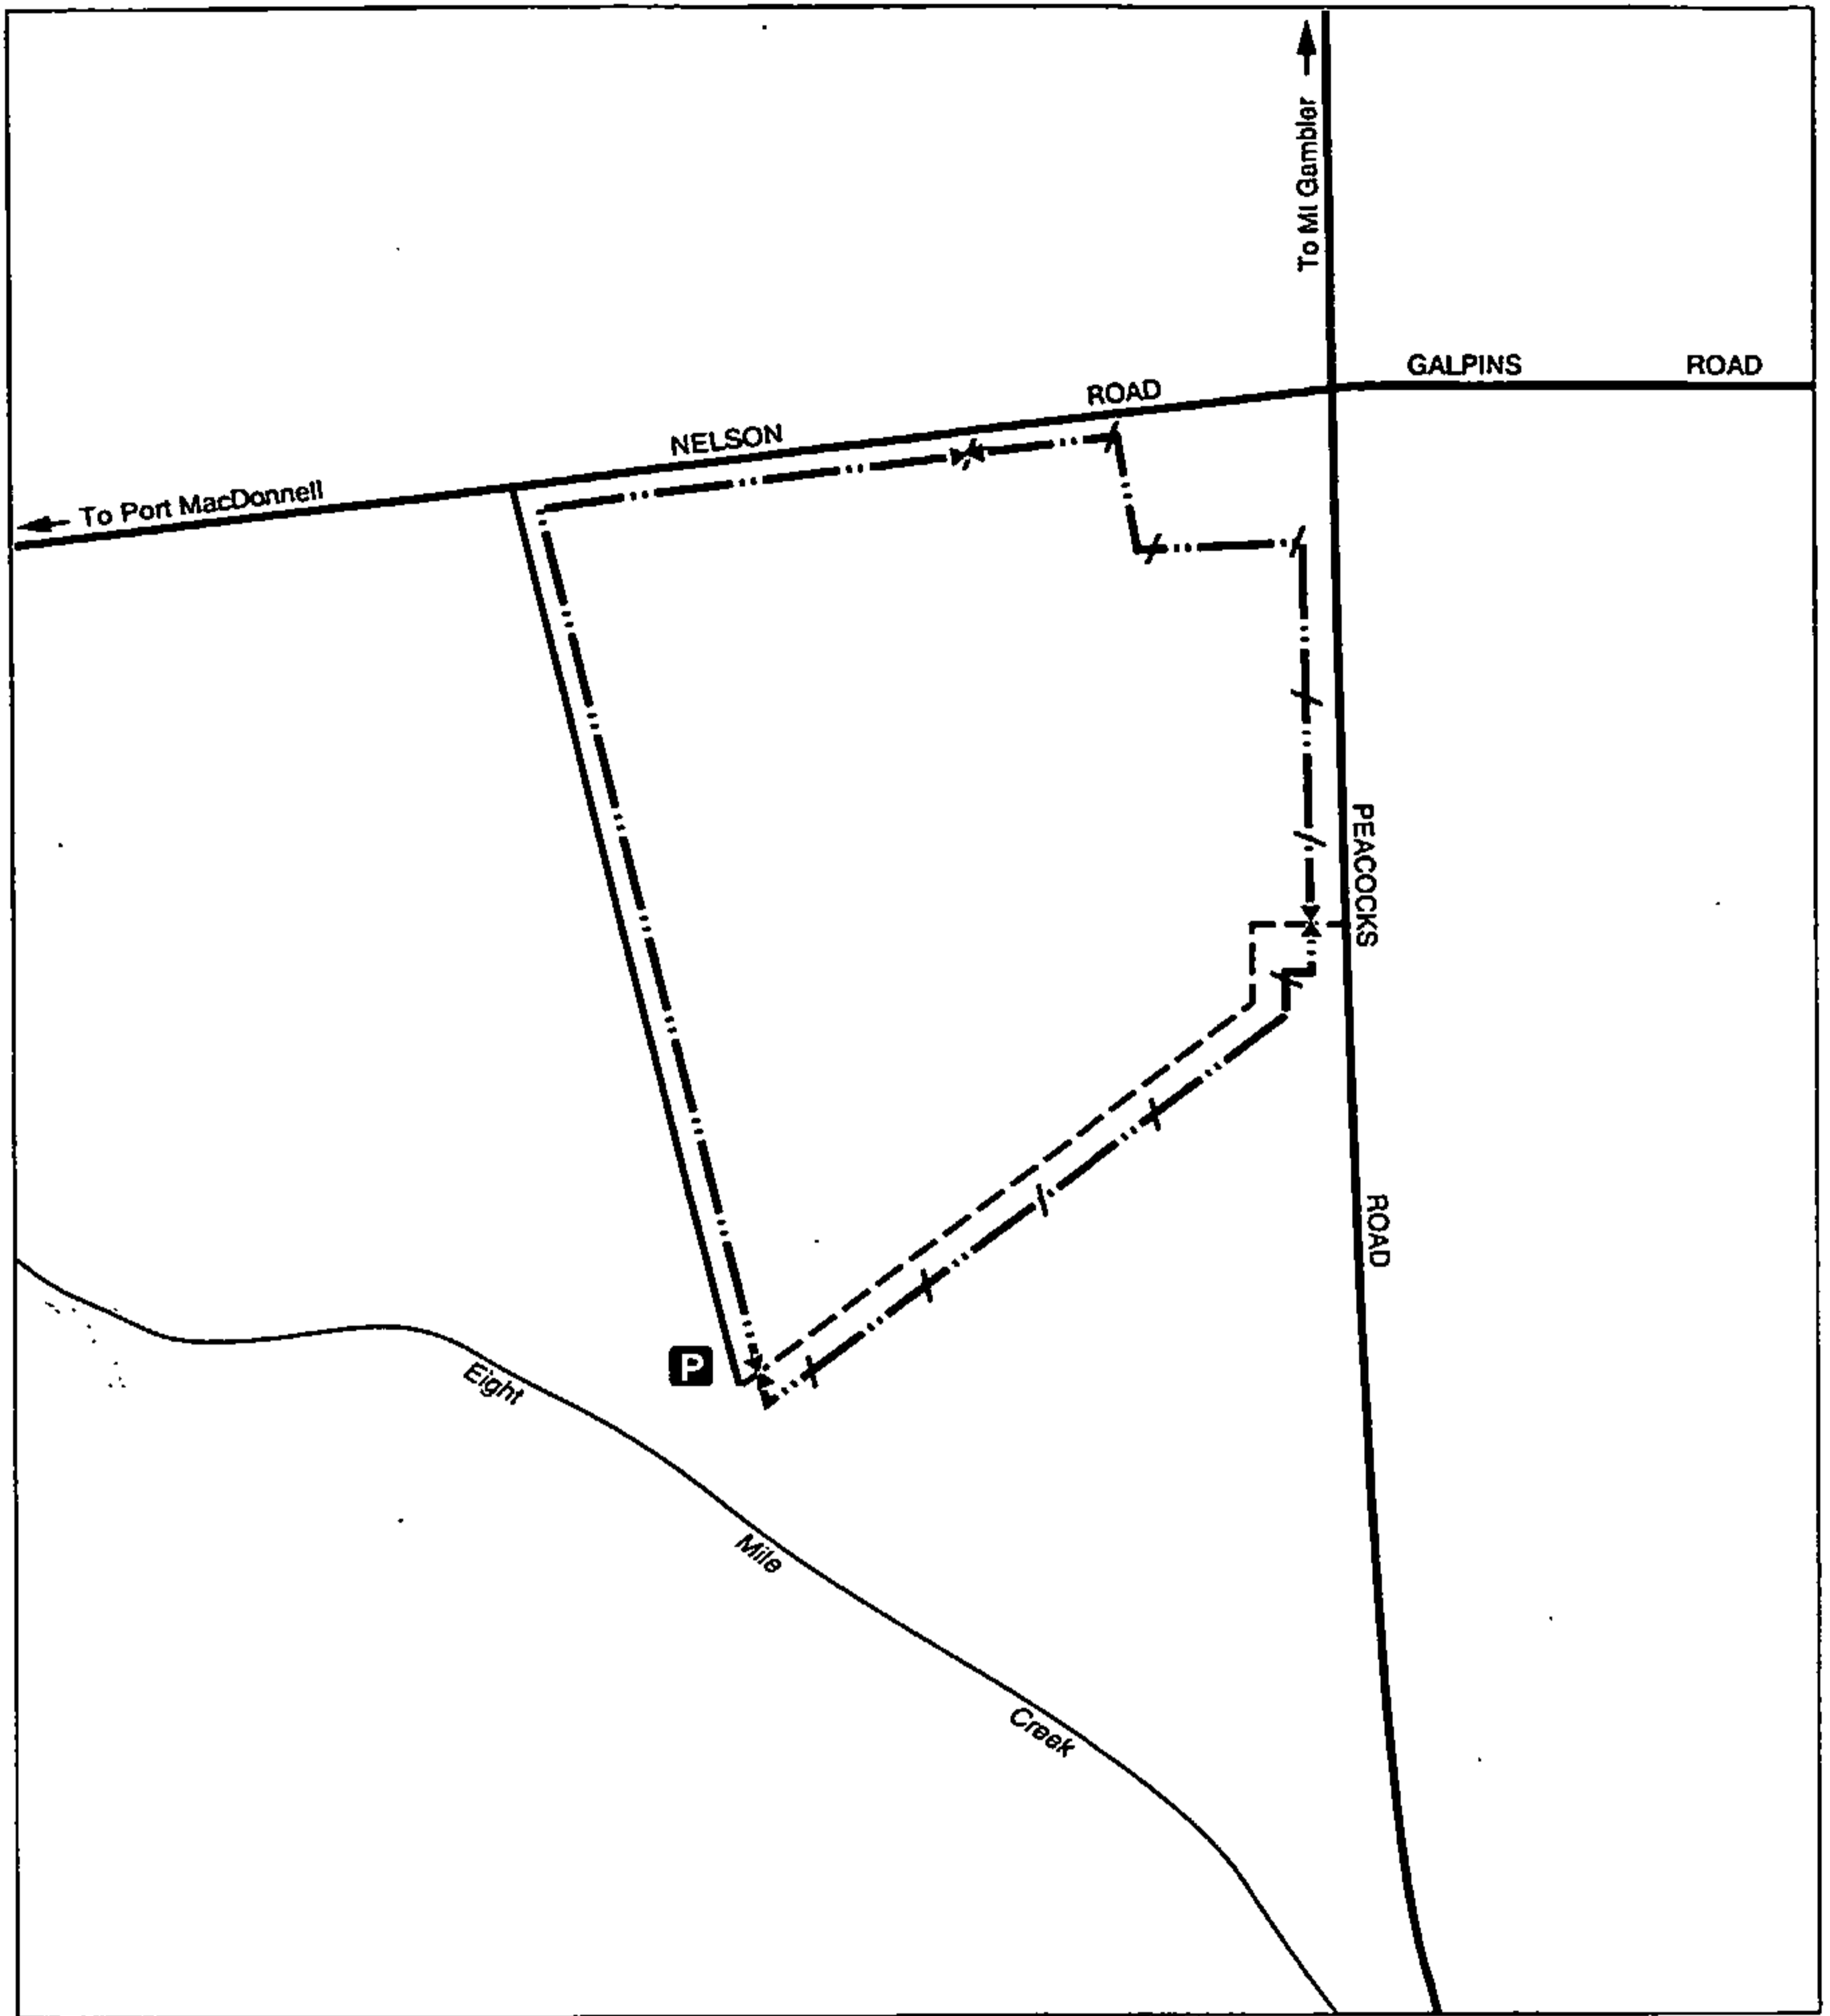 To Mt Gambier
GALPINS ROAD
NELSON ROAD
To Port MacDonnell
PEACOCKS ROAD
P
Eight Mile Creek